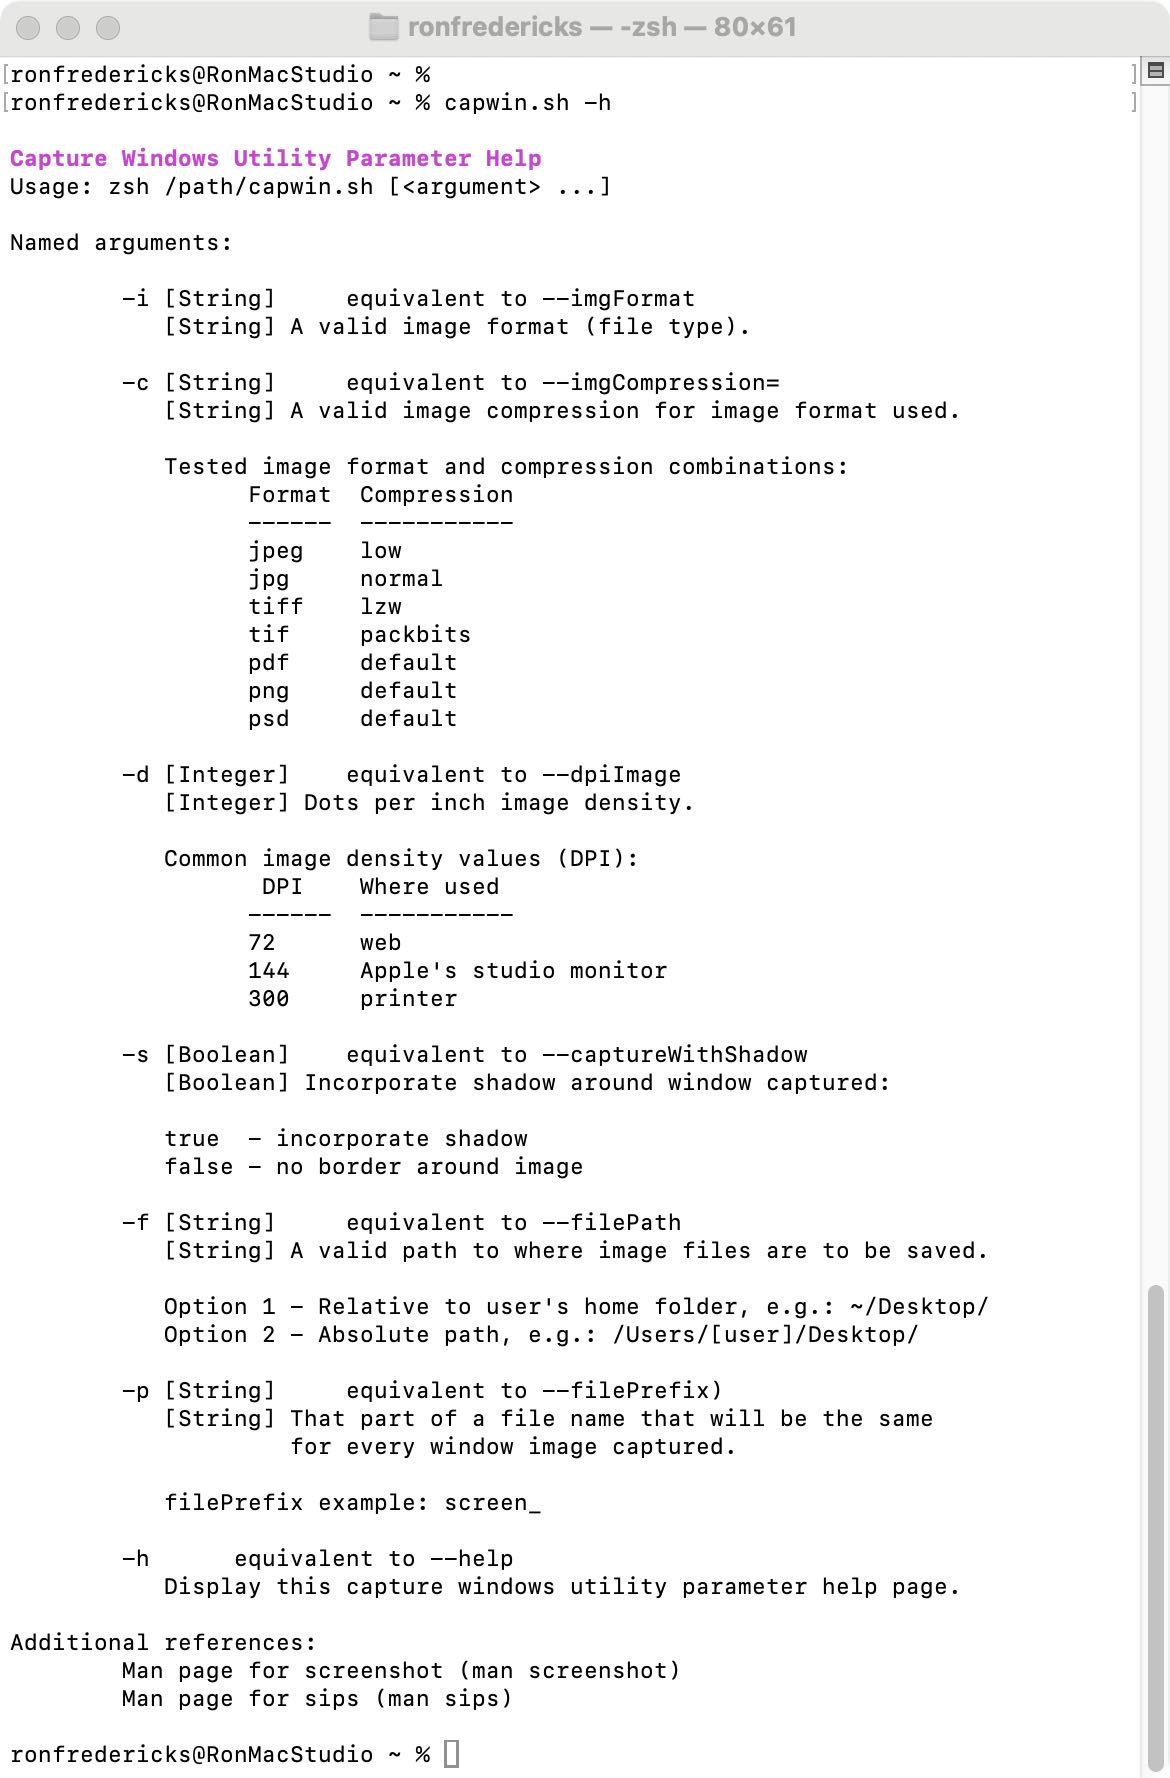 ronfredericks — -zsh — 80×61
[ronfredericks@RonMacStudio ~ % ]
[ronfredericks@RonMacStudio ~ % capwin.sh -h ]
Capture Windows Utility Parameter Help
Usage: zsh /path/capwin.sh [<argument> ...]
Named arguments:
-i [String]     equivalent to --imgFormat
[String] A valid image format (file type).
-c [String]     equivalent to --imgCompression=
[String] A valid image compression for image format used.
Tested image format and compression combinations:
Format  Compression
------  -----------
jpeg    low
jpg     normal
tiff    lzw
tif     packbits
pdf     default
png     default
psd     default
-d [Integer]    equivalent to --dpiImage
[Integer] Dots per inch image density.
Common image density values (DPI):
DPI    Where used
------  -----------
72      web
144     Apple's studio monitor
300     printer
-s [Boolean]    equivalent to --captureWithShadow
[Boolean] Incorporate shadow around window captured:
true  - incorporate shadow
false - no border around image
-f [String]     equivalent to --filePath
[String] A valid path to where image files are to be saved.
Option 1 - Relative to user's home folder, e.g.: ~/Desktop/
Option 2 - Absolute path, e.g.: /Users/[user]/Desktop/
-p [String]     equivalent to --filePrefix)
[String] That part of a file name that will be the same
for every window image captured.
filePrefix example: screen_
-h      equivalent to --help
Display this capture windows utility parameter help page.
Additional references:
Man page for screenshot (man screenshot)
Man page for sips (man sips)
ronfredericks@RonMacStudio ~ %